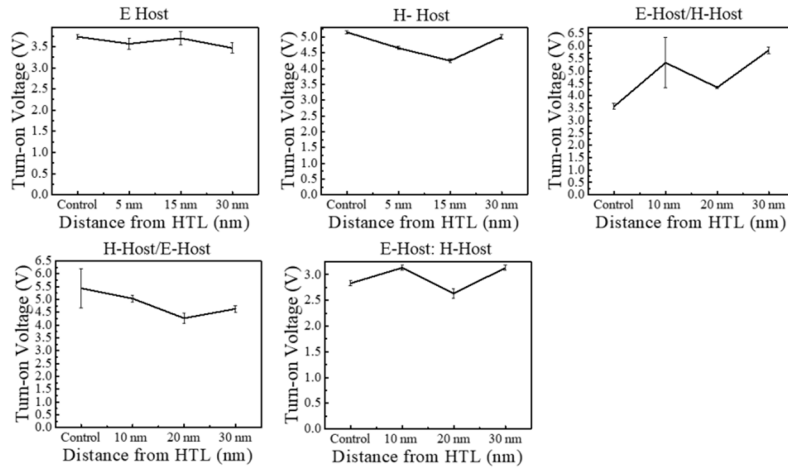 E Host
Turn-on Voltage (V)
3.5
3.0
2.5
2.0
1.5
1.0
0.5
0.0
Control 5 nm 15 nm 30 nm
Distance from HTL (nm)
H- Host
Turn-on Voltage (V)
5.0
4.5
4.0
3.5
3.0
2.5
2.0
1.5
1.0
0.5
0.0
Control 5 nm 15 nm 30 nm
Distance from HTL (nm)
E-Host/H-Host
Turn-on Voltage (V)
6.5
6.0
5.5
5.0
4.5
4.0
3.5
3.0
2.5
2.0
1.5
1.0
0.5
0.0
Control 10 nm 20 nm 30 nm
Distance from HTL (nm)
H-Host/E-Host
Turn-on Voltage (V)
6.5
6.0
5.5
5.0
4.5
4.0
3.5
3.0
2.5
2.0
1.5
1.0
0.5
0.0
Control 10 nm 20 nm 30 nm
Distance from HTL (nm)
E-Host: H-Host
Turn-on Voltage (V)
3.0
2.5
2.0
1.5
1.0
0.5
0.0
Control 10 nm 20 nm 30 nm
Distance from HTL (nm)